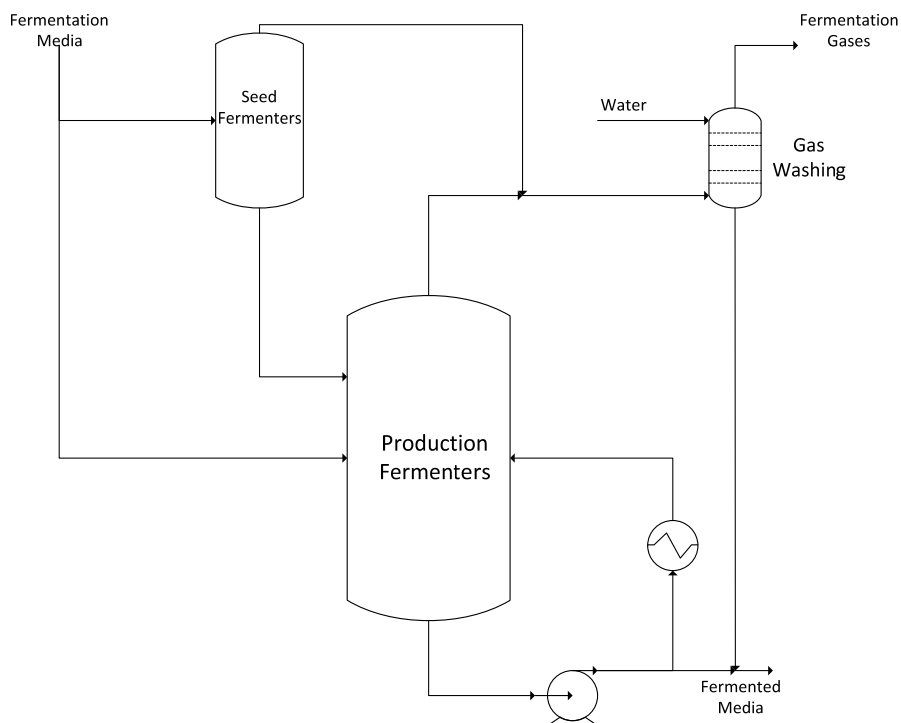 Fermentation
Media
Fermentation
Gases
Seed
Fermenters
Water
Gas
Washing
Production
Fermenters
Fermented
Media